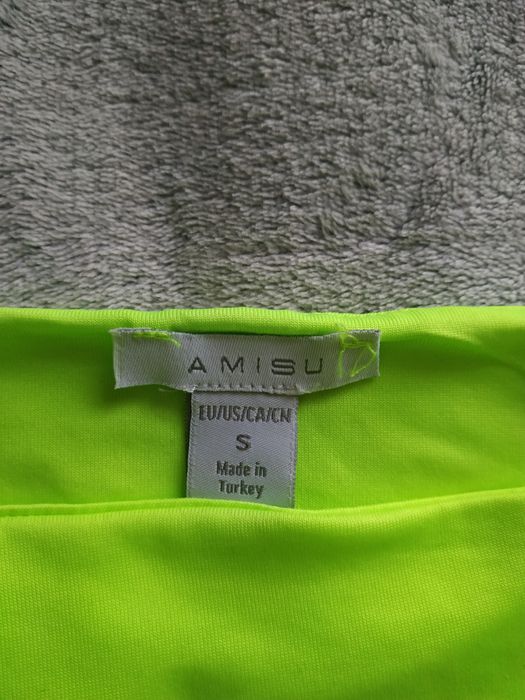 AMISU
EU/US/CA/CN
S
Made in
Turkey